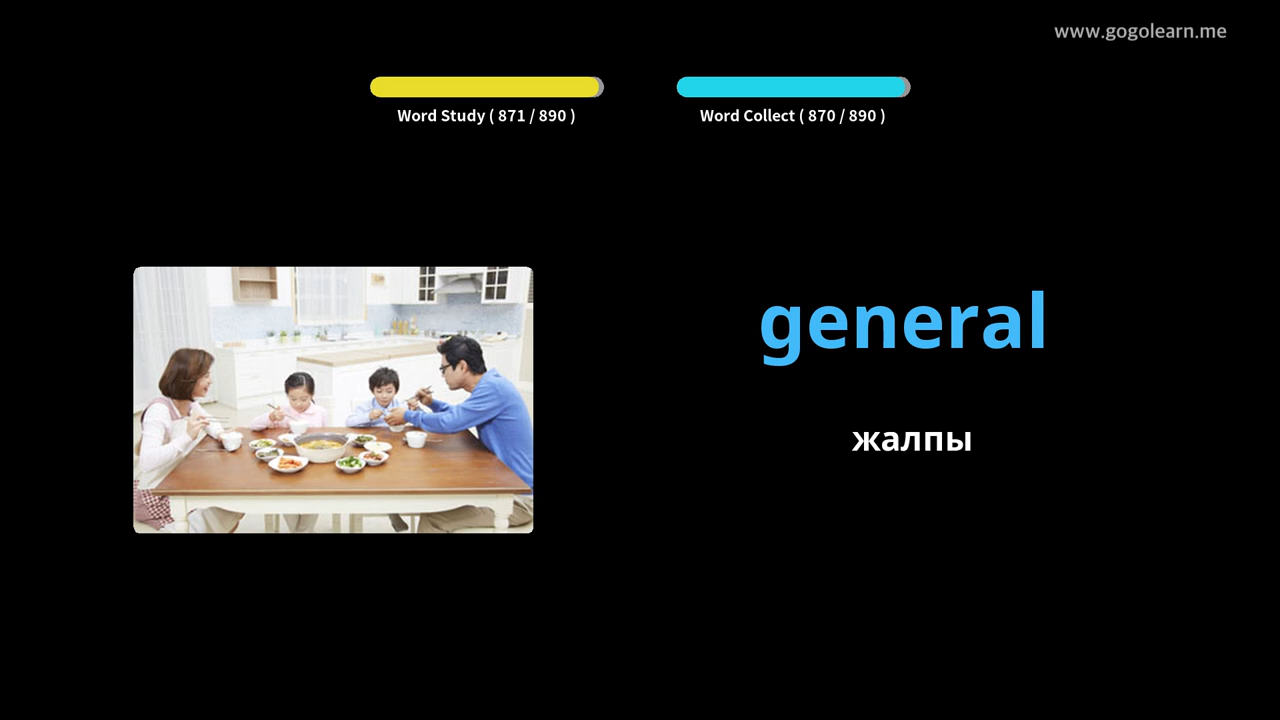 www.gogolearn.me
Word Study ( 871 / 890 )
Word Collect ( 870 / 890 )
general
жалпы